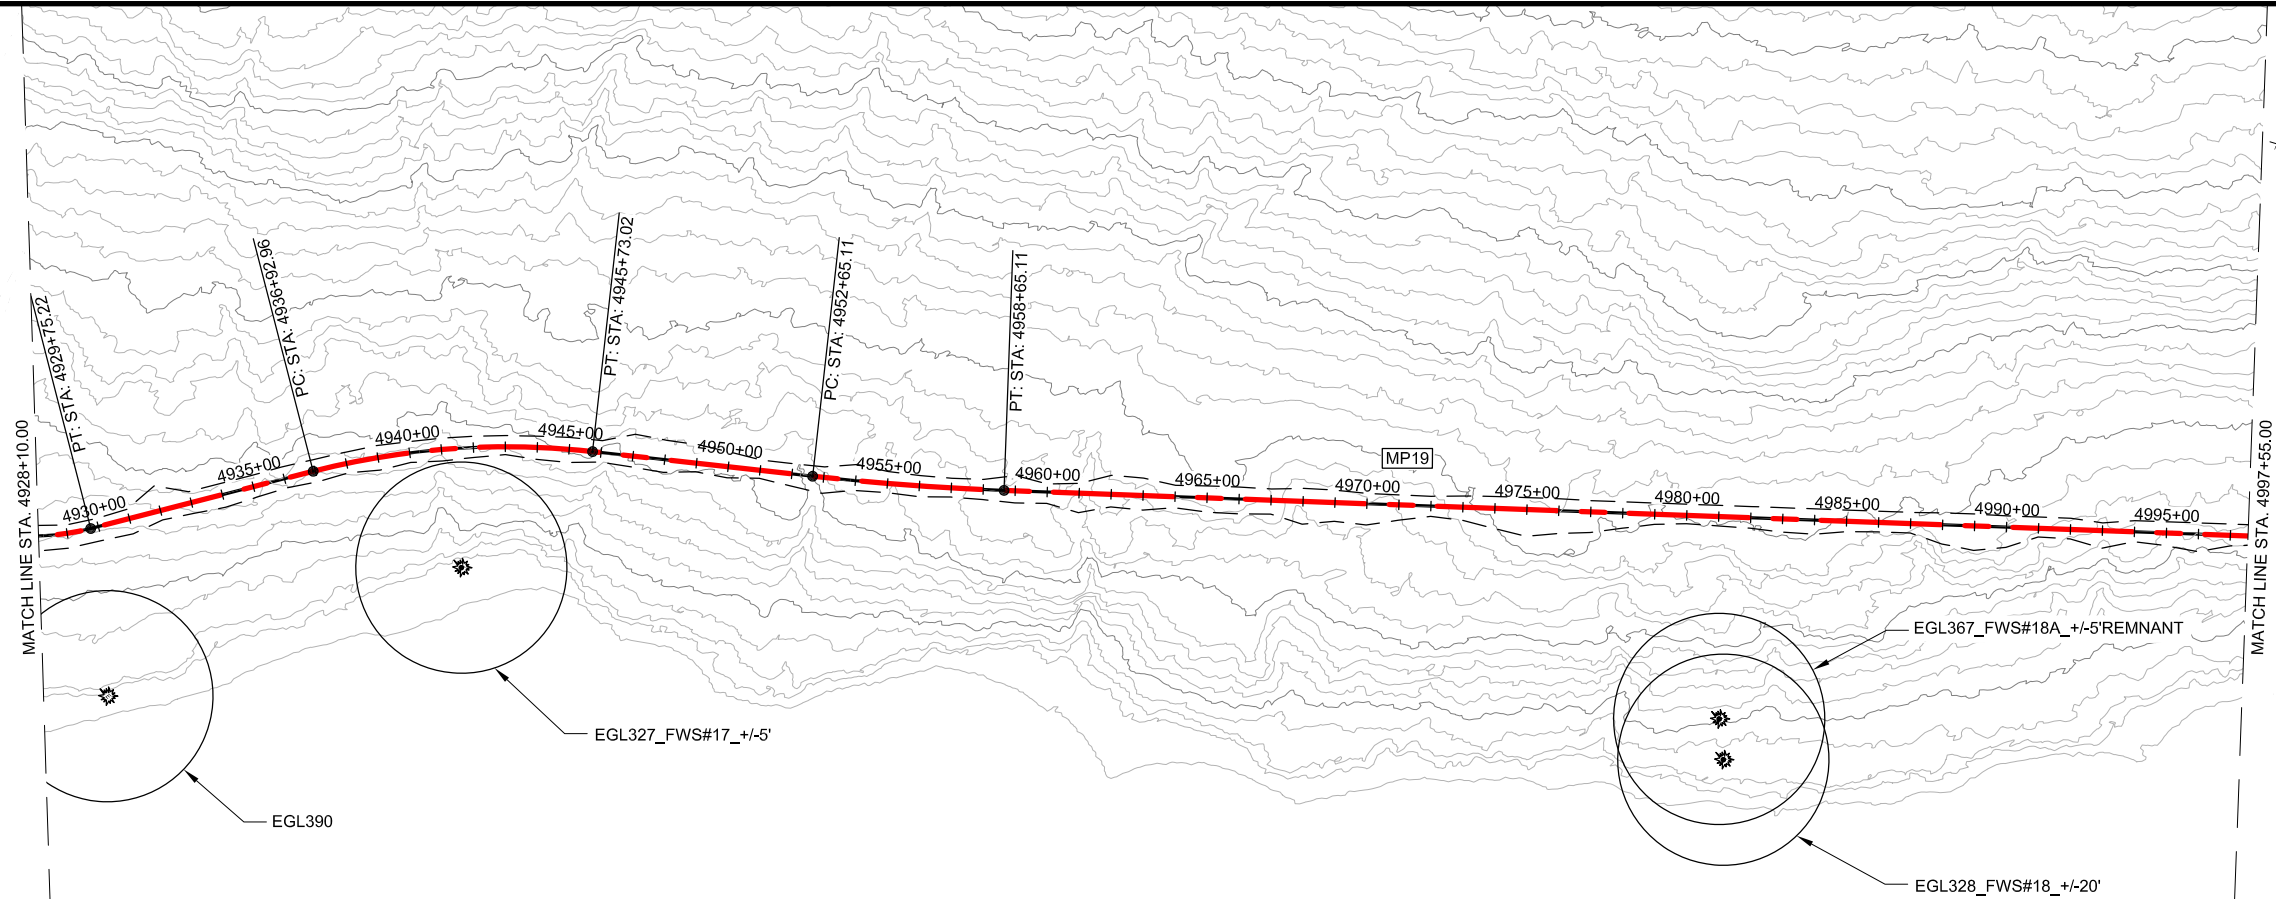 MATCH LINE STA. 4928+10.00
PT: STA: 4929+75.22
PC: STA: 4936+92.96
PT: STA: 4945+73.02
PC: STA: 4952+65.11
PT: STA: 4958+65.11
4930+00
4935+00
4940+00
4945+00
4950+00
4955+00
4960+00
4965+00
MP19
4970+00
4975+00
4980+00
4985+00
4990+00
4995+00
MATCH LINE STA. 4997+55.00
EGL367_FWS#18A_+/-5'REMNANT
EGL327_FWS#17_+/-5'
EGL390
EGL328_FWS#18_+/-20'